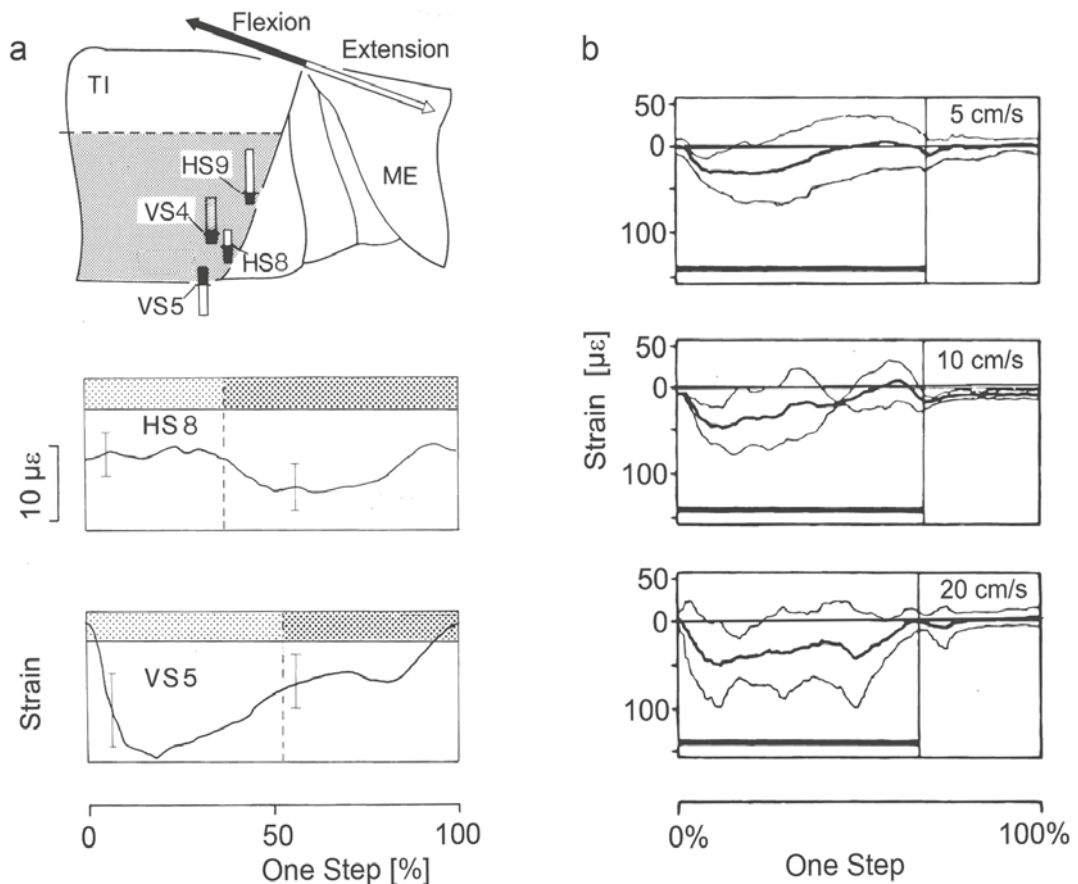 a
Flexion
Extension
TI
HS9
ME
VS4
HS8
VS5
HS 8
10 µε
VS5
Strain
0 50 100
One Step [%]
b
50
0
100
5 cm/s
50
0
100
10 cm/s
Strain [µε]
50
0
100
20 cm/s
0% 100%
One Step